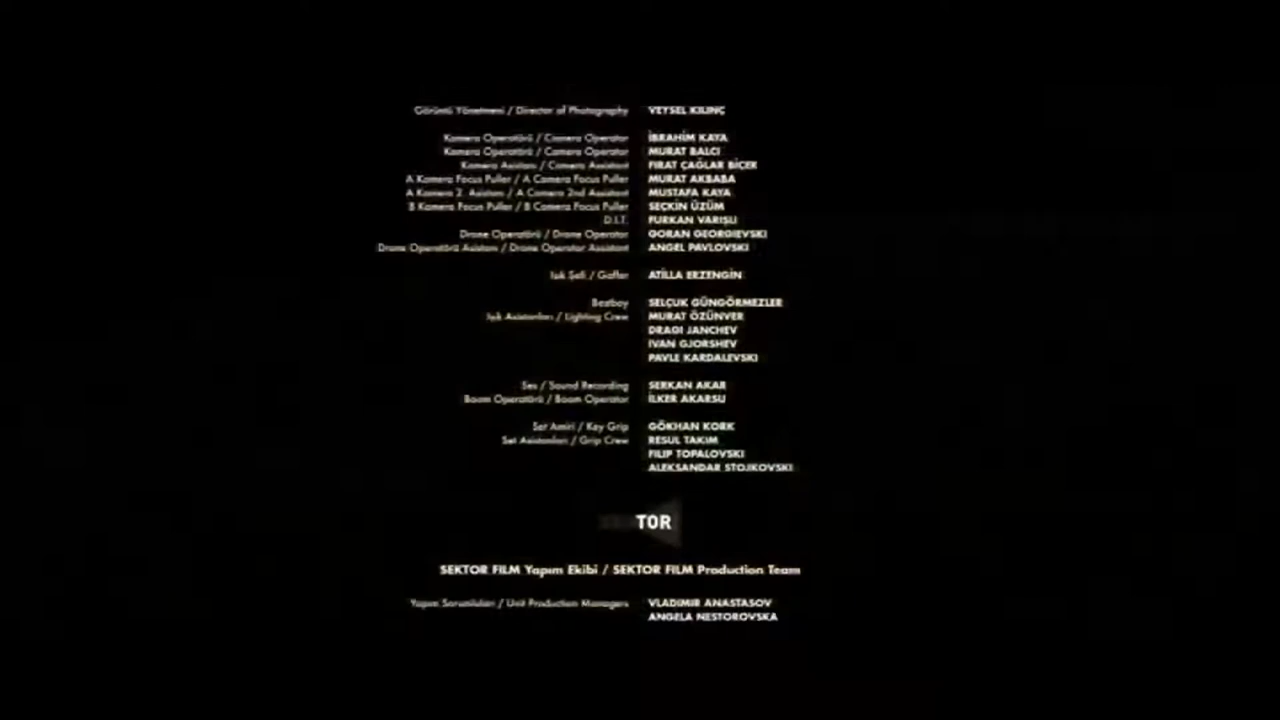 Görüntü Yönetmeni / Director of Photography VEYSEL KILINÇ
Kamera Operatörü / Camera Operator İBRAHİM KAYA
Kamera Operatörü / Camera Operator MURAT BALCI
Kamera Asistanı / Camera Assistant FIRAT ÇAĞLAR BİÇEK
A Kamera Focus Puller / A Camera Focus Puller MURAT AKBABA
A Kamera 2. Asistanı / A Camera 2nd Assistant MUSTAFA KAYA
B Kamera Focus Puller / B Camera Focus Puller SEÇKİN ÜZÜM
D.I.T. FURKAN VARIŞLI
Drone Operatörü / Drone Operator GORAN GEORGIEVSKI
Drone Operatörü Asistanı / Drone Operator Assistant ANGEL PAVLOVSKI
Işık Şefi / Gaffer ATİLLA ERZENGİN
Bestboy SELÇUK GÜNGÖRMEZLER
Işık Asistanları / Lighting Crew MURAT ÖZÜNVER
DRAGI JANCHEV
IVAN GJORSHEV
PAVLE KARDALEVSKI
Ses / Sound Recording SERKAN AKAR
Boom Operatörü / Boom Operator İLKER AKARSU
Set Amiri / Key Grip GÖKHAN KORK
Set Asistanları / Grip Crew RESUL TAKIM
FILIP TOPALOVSKI
ALEKSANDAR STOJKOVSKI
TOR
SEKTOR FILM Yapım Ekibi / SEKTOR FILM Production Team
Yapım Sorumluları / Unit Production Managers VLADIMIR ANASTASOV
ANGELA NESTOROVSKA